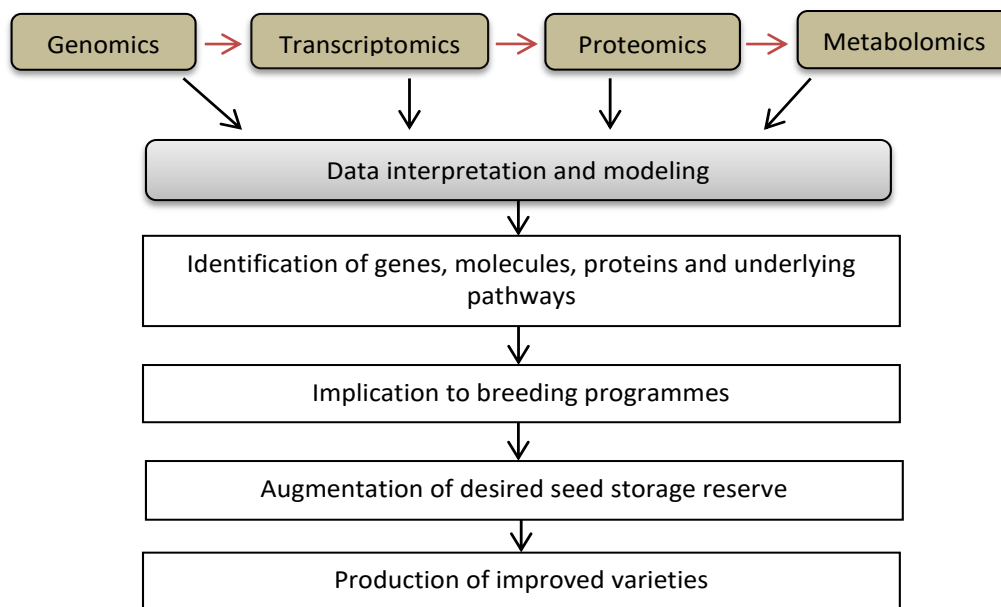 Genomics
Transcriptomics
Proteomics
Metabolomics
Data interpretation and modeling
Identification of genes, molecules, proteins and underlying
pathways
Implication to breeding programmes
Augmentation of desired seed storage reserve
Production of improved varieties